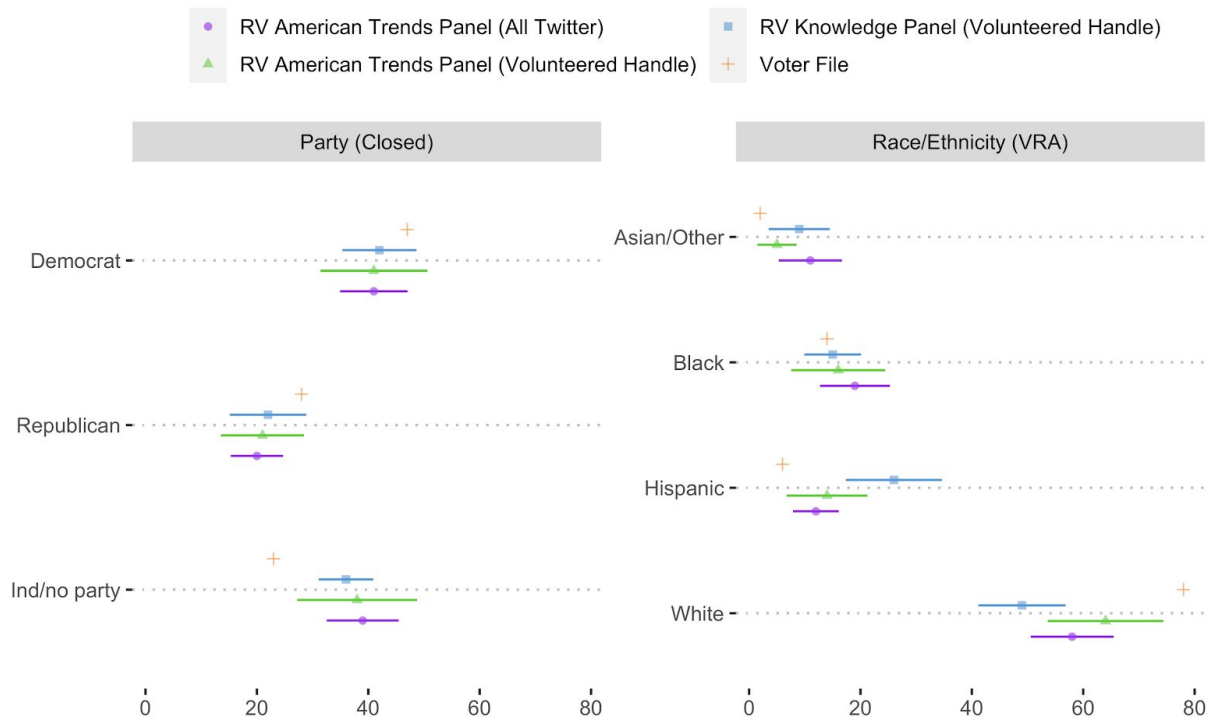 RV American Trends Panel (All Twitter)
RV Knowledge Panel (Volunteered Handle)
RV American Trends Panel (Volunteered Handle)
Voter File
Party (Closed)
Democrat
Republican
Ind/no party
0 20 40 60 80
Race/Ethnicity (VRA)
Asian/Other
Black
Hispanic
White
0 20 40 60 80